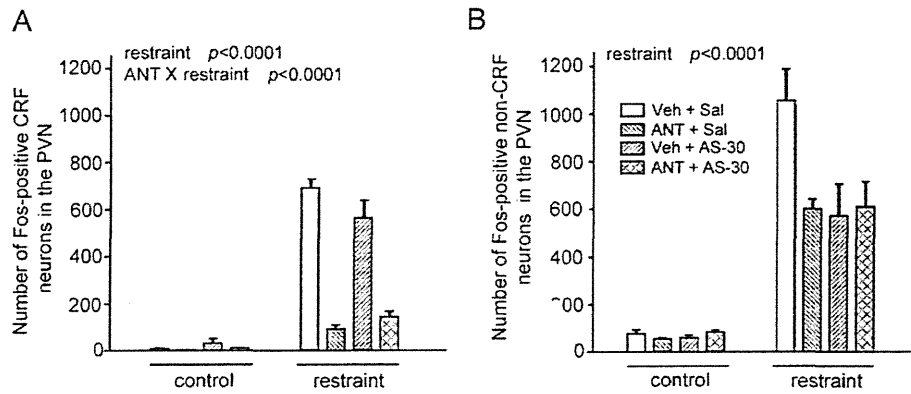 A
restraint p<0.0001
ANT X restraint p<0.0001
Number of Fos-positive CRF
neurons in the PVN
1200
1000
800
600
400
200
0
control
restraint
B
restraint p<0.0001
Number of Fos-positive non-CRF
neurons in the PVN
1200
1000
800
600
400
00
0
Veh + Sal
ANT + Sal
Veh + AS-30
ANT + AS-30
control
restraint